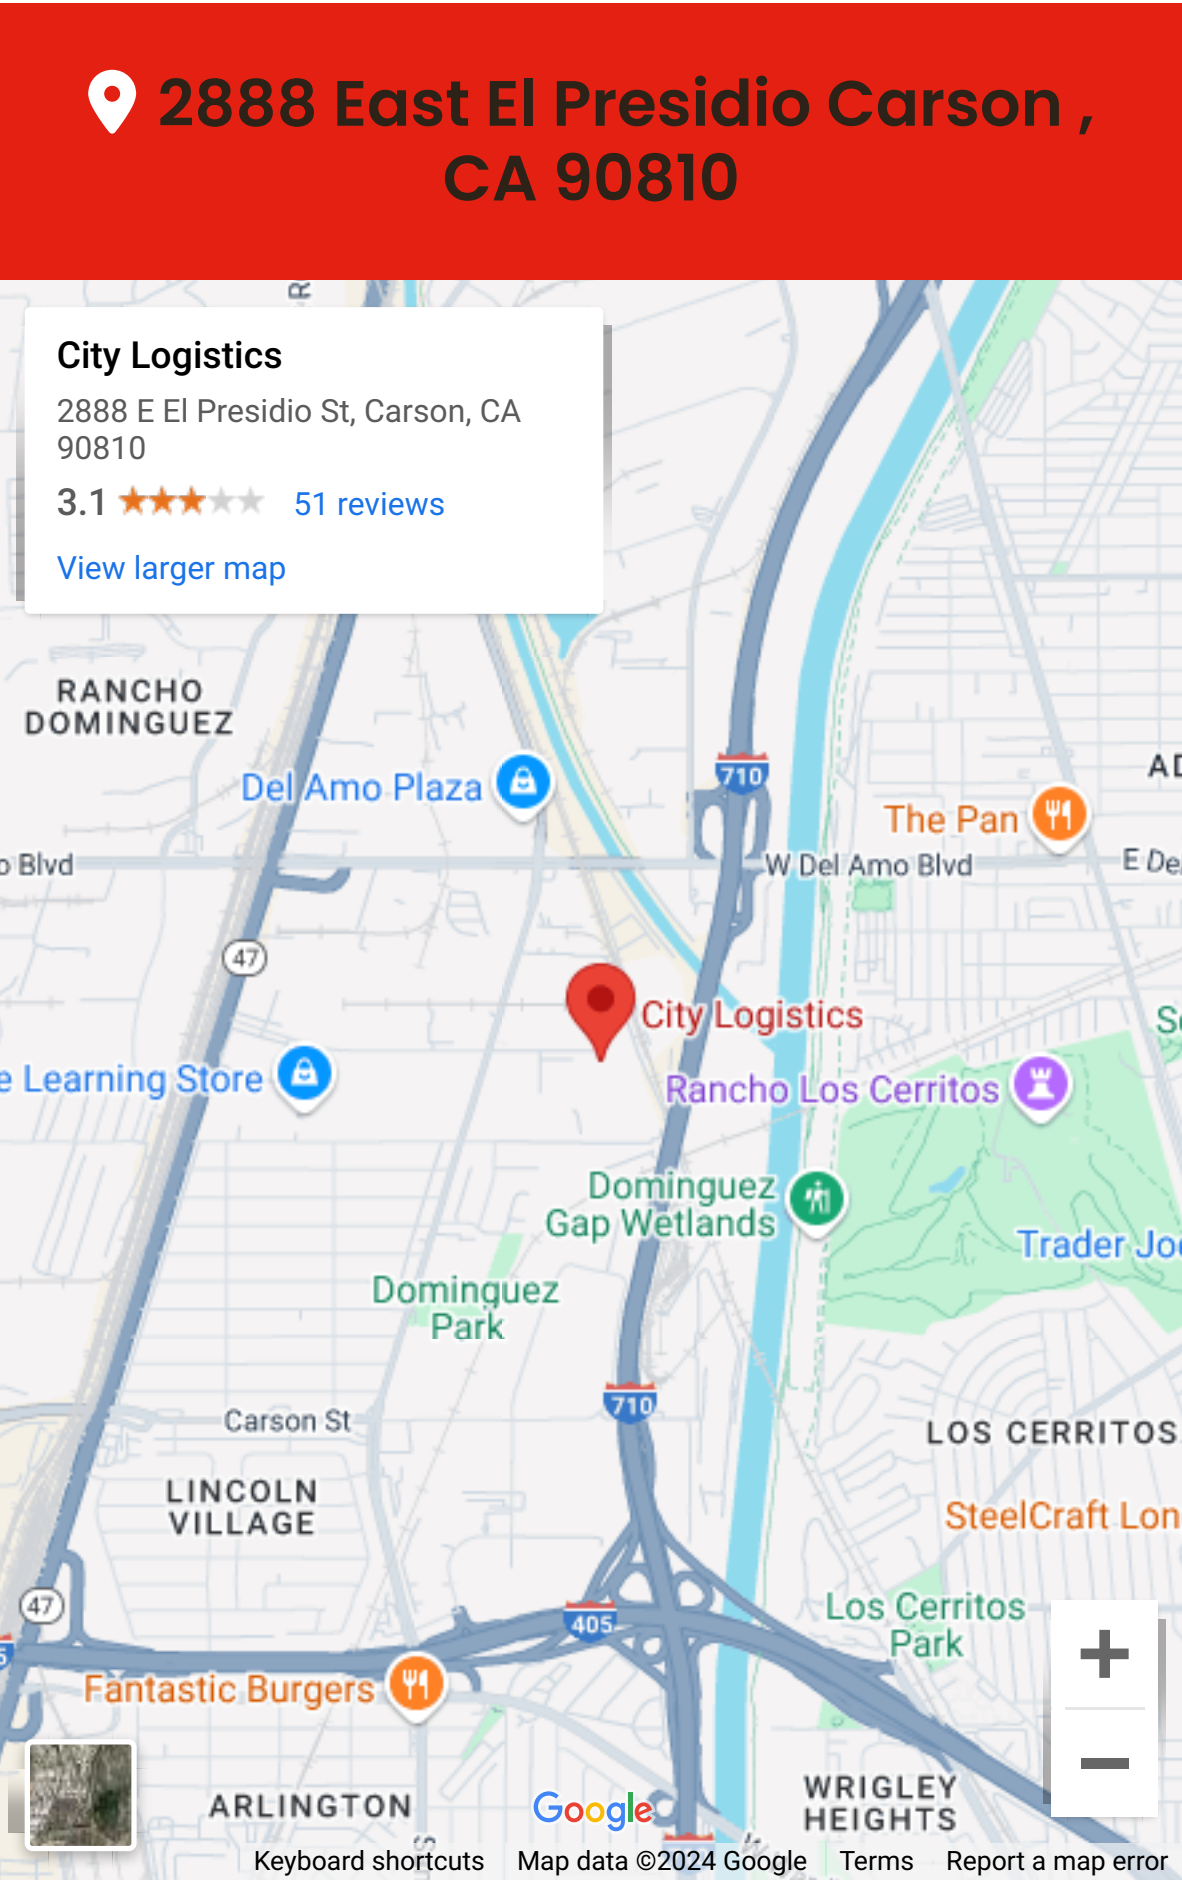 2888 East El Presidio Carson ,
CA 90810
R
City Logistics
2888 E El Presidio St, Carson, CA
90810
3.1
51 reviews
View larger map
RANCHO
DOMINGUEZ
Del Amo Plaza
710
The Pan
AD
o Blvd
W Del Amo Blvd
E De
47
City Logistics
e Learning Store
Rancho Los Cerritos
Dominguez
Gap Wetlands
Trader Joe
Dominguez
Park
710
Carson St
LOS CERRITOS
LINCOLN
VILLAGE
SteelCraft Lon
47
405
Los Cerritos
Park
5
Fantastic Burgers
ARLINGTON
Google
WRIGLEY
HEIGHTS
Keyboard shortcuts
Map data ©2024 Google
Terms
Report a map error